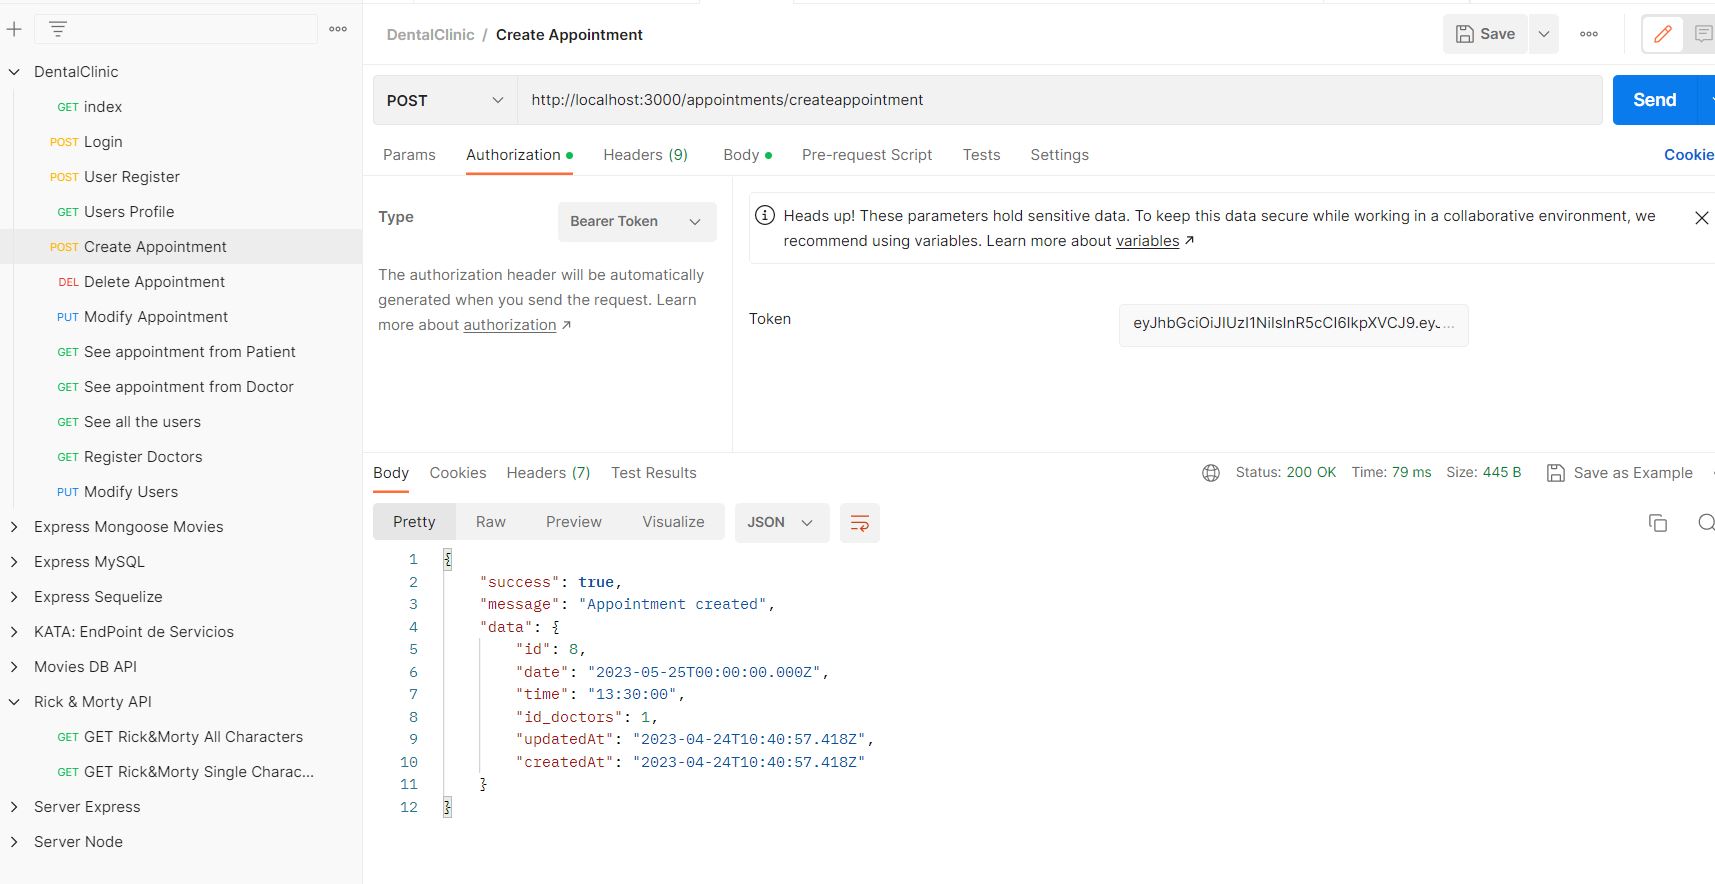 DentalClinic / Create Appointment
Save
DentalClinic
GET index
POST Login
POST User Register
GET Users Profile
POST Create Appointment
DEL Delete Appointment
PUT Modify Appointment
GET See appointment from Patient
GET See appointment from Doctor
GET See all the users
GET Register Doctors
PUT Modify Users
Express Mongoose Movies
Express MySQL
Express Sequelize
KATA: EndPoint de Servicios
Movies DB API
Rick & Morty API
GET GET Rick&Morty All Characters
GET GET Rick&Morty Single Charac...
Server Express
Server Node
POST http://localhost:3000/appointments/createappointment Send
Params Authorization Headers (9) Body Pre-request Script Tests Settings Cookie
Type Bearer Token
The authorization header will be automatically
generated when you send the request. Learn
more about authorization
Heads up! These parameters hold sensitive data. To keep this data secure while working in a collaborative environment, we
recommend using variables. Learn more about variables
Token
Body Cookies Headers (7) Test Results Status: 200 OK Time: 79 ms Size: 445 B Save as Example
Pretty Raw Preview Visualize JSON
1 {
2 "success": true,
3 "message": "Appointment created",
4 "data": {
5 "id": 8,
6 "date": "2023-05-25T00:00:00.000Z",
7 "time": "13:30:00",
8 "id_doctors": 1,
9 "updatedAt": "2023-04-24T10:40:57.418Z",
10 "createdAt": "2023-04-24T10:40:57.418Z"
11 }
12 }